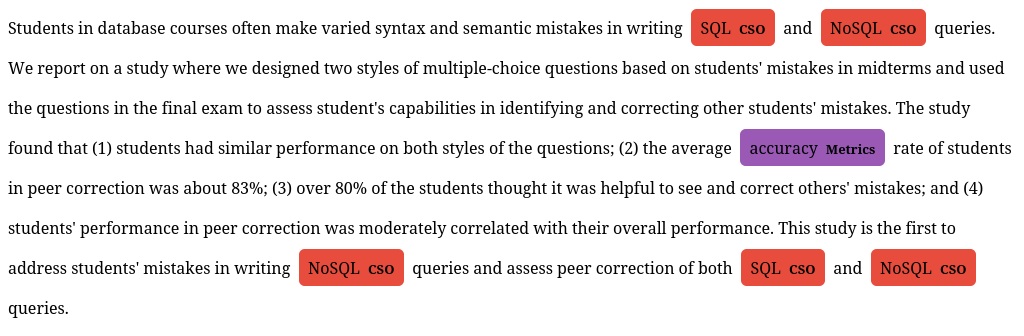 Students in database courses often make varied syntax and semantic mistakes in writing SQL CSO and NoSQL CSO queries.
We report on a study where we designed two styles of multiple-choice questions based on students' mistakes in midterms and used
the questions in the final exam to assess student's capabilities in identifying and correcting other students' mistakes. The study
found that (1) students had similar performance on both styles of the questions; (2) the average accuracy Metrics rate of students
in peer correction was about 83%; (3) over 80% of the students thought it was helpful to see and correct others' mistakes; and (4)
students' performance in peer correction was moderately correlated with their overall performance. This study is the first to
address students' mistakes in writing NoSQL CSO queries and assess peer correction of both SQL CSO and NoSQL CSO
queries.